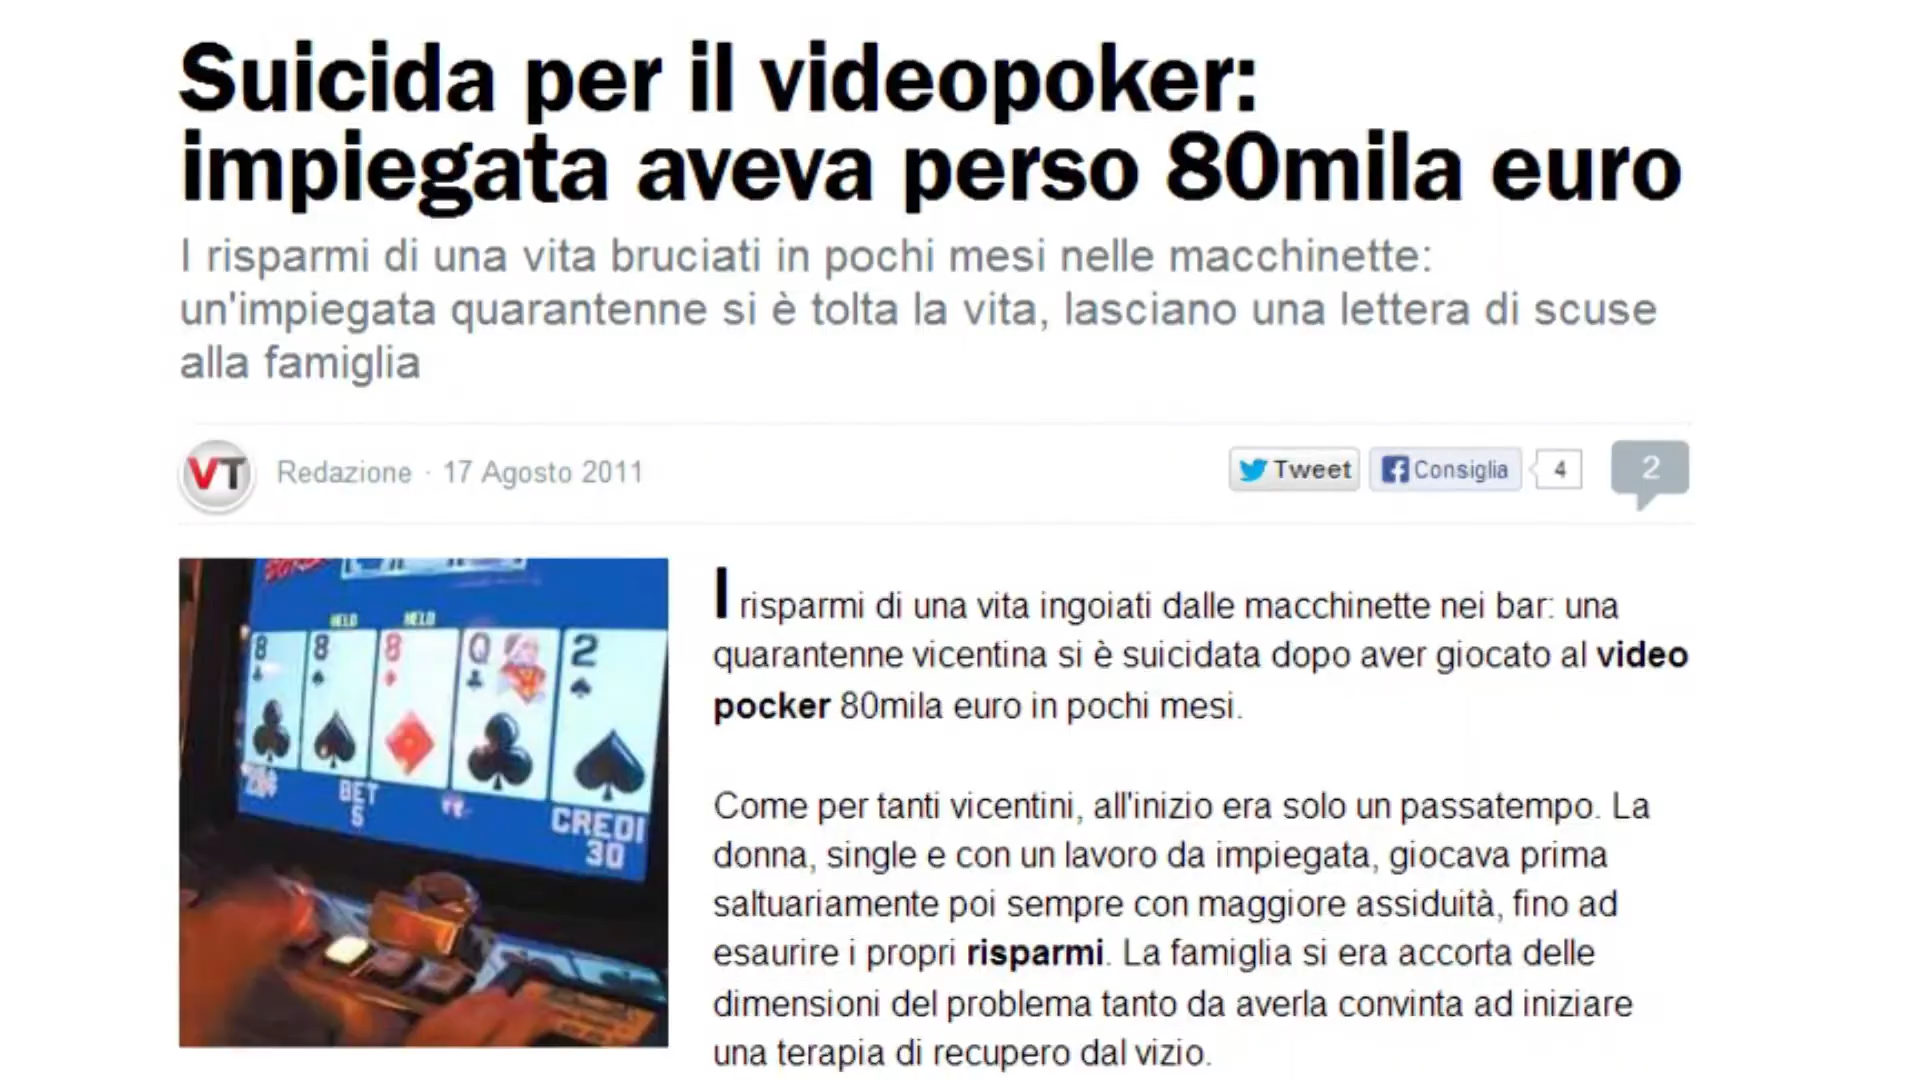 Suicida per il videopoker:
impiegata aveva perso 80mila euro
I risparmi di una vita bruciati in pochi mesi nelle macchinette:
un'impiegata quarantenne si è tolta la vita, lasciano una lettera di scuse
alla famiglia
VT
Redazione · 17 Agosto 2011
Tweet
Consiglia
4
2
HELD HELD
8 8 8 Q 2
BET
5
CREDI
30
I risparmi di una vita ingoiati dalle macchinette nei bar: una
quarantenne vicentina si è suicidata dopo aver giocato al video
pocker 80mila euro in pochi mesi.
Come per tanti vicentini, all'inizio era solo un passatempo. La
donna, single e con un lavoro da impiegata, giocava prima
saltuariamente poi sempre con maggiore assiduità, fino ad
esaurire i propri risparmi. La famiglia si era accorta delle
dimensioni del problema tanto da averla convinta ad iniziare
una terapia di recupero dal vizio.